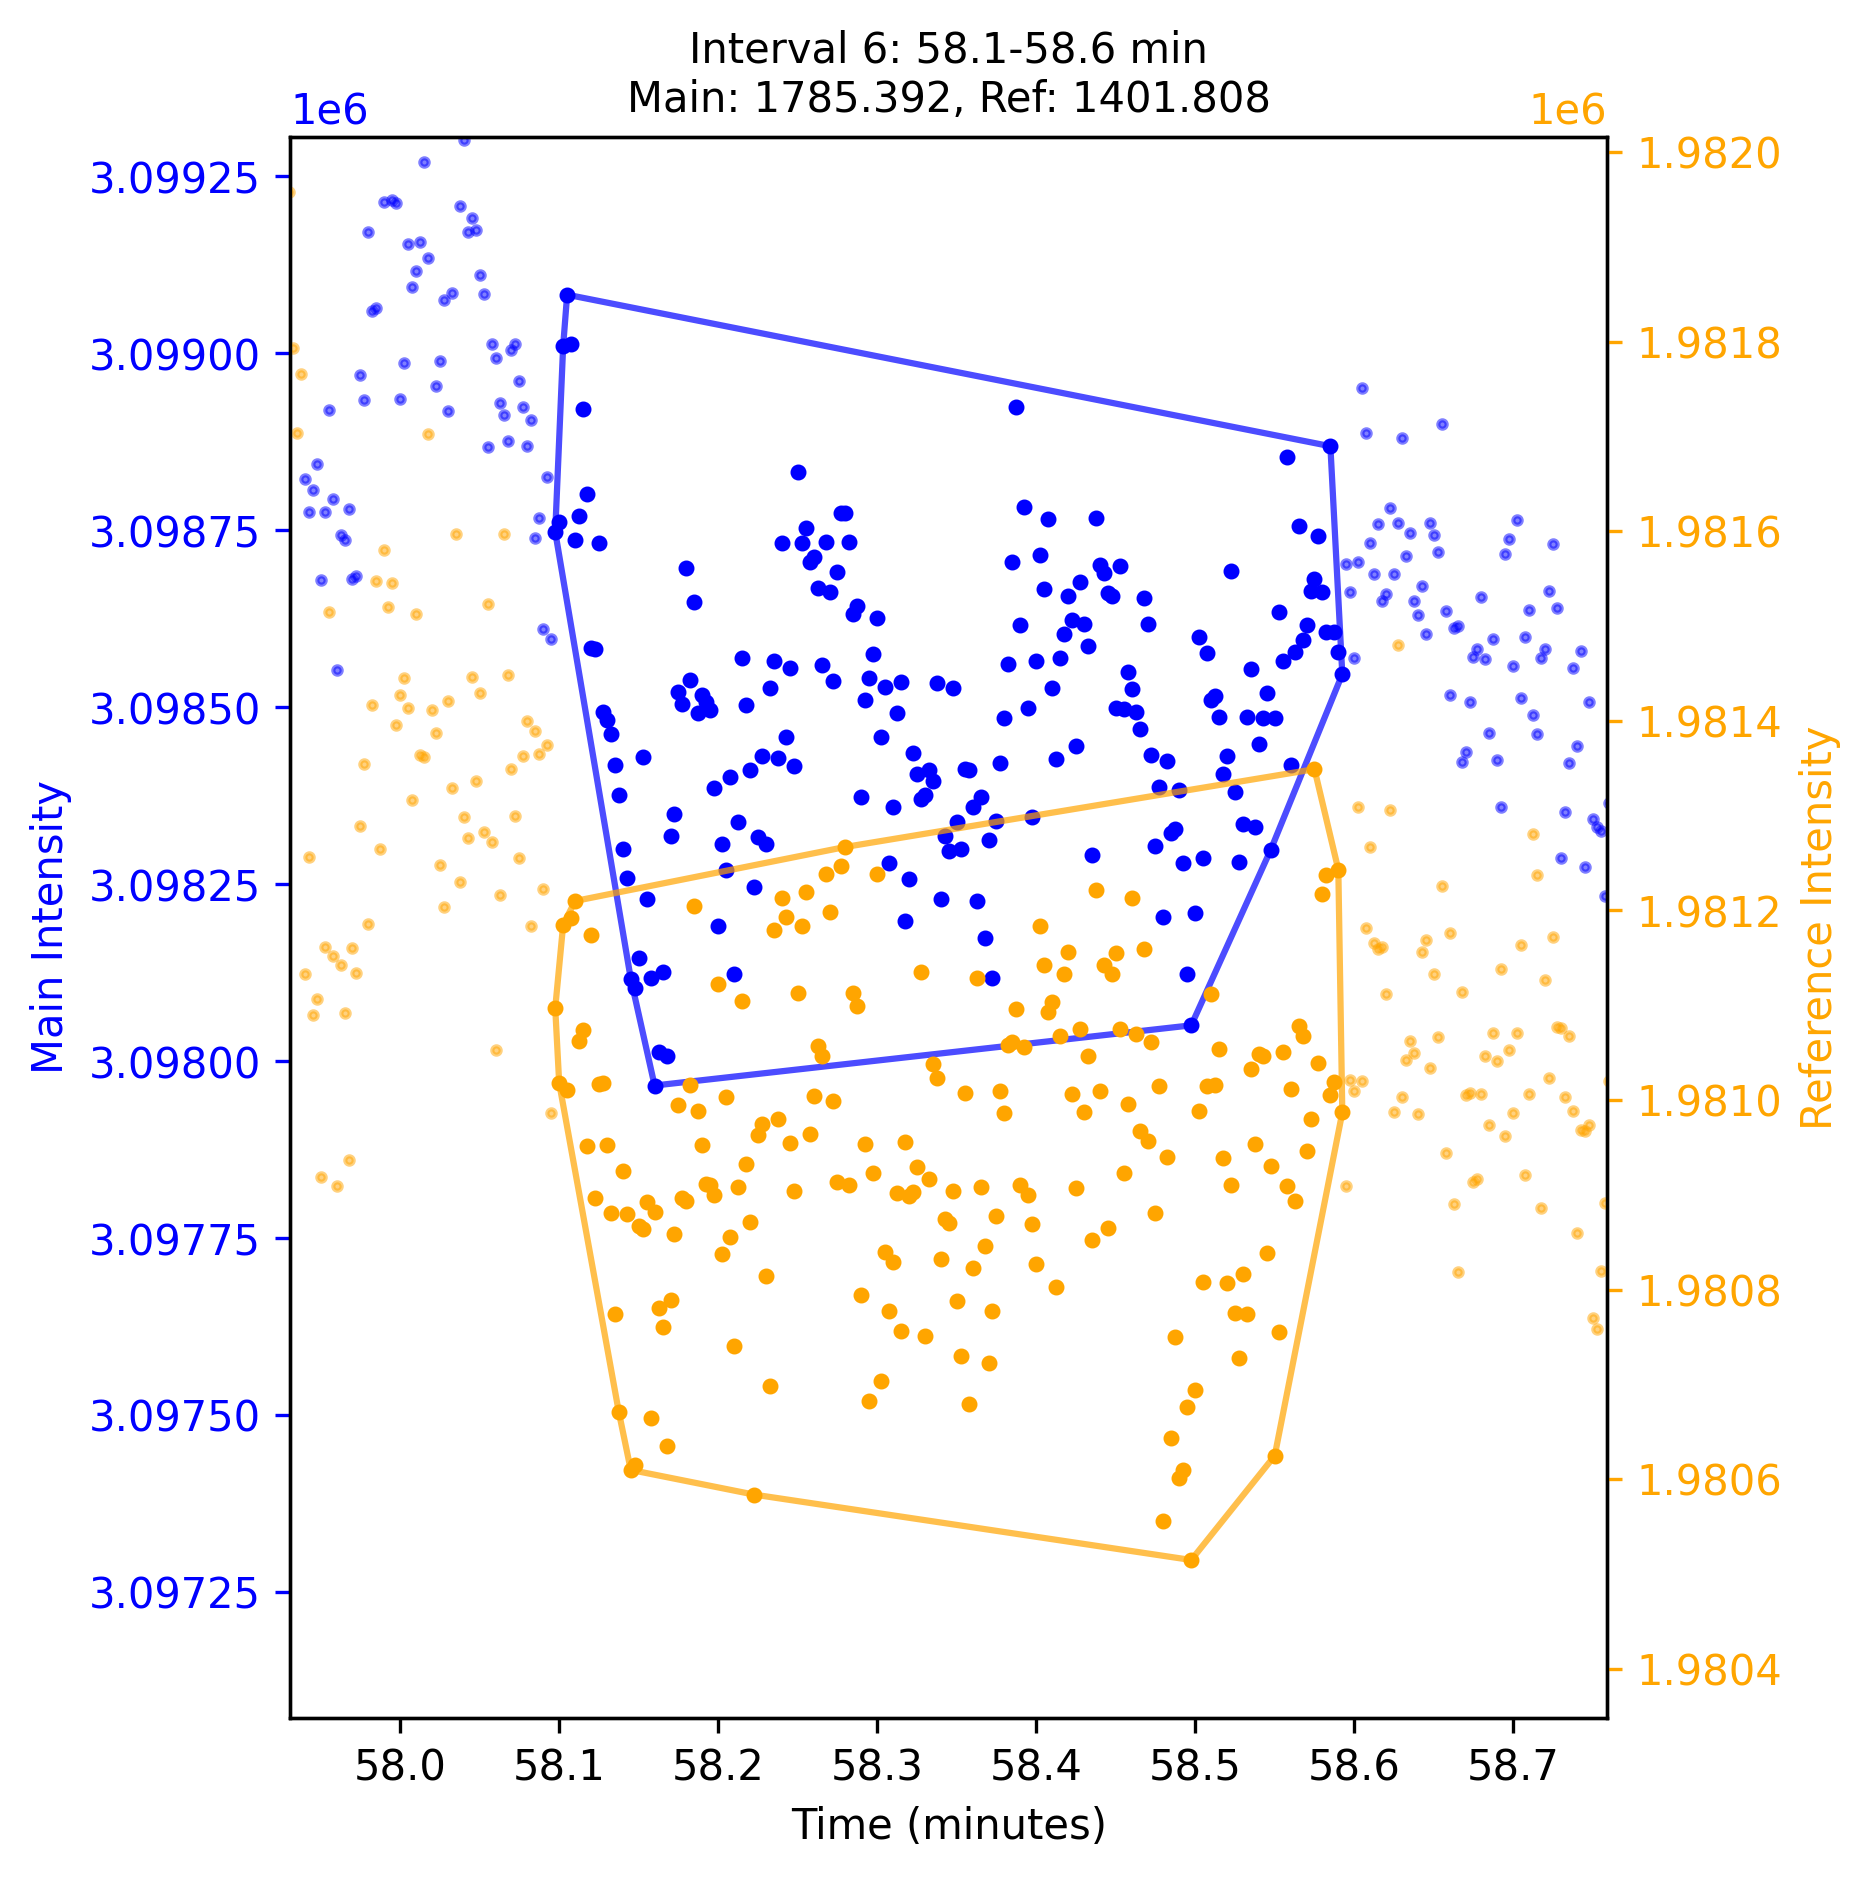 Interval 6: 58.1-58.6 min
Main: 1785.392, Ref: 1401.808
1e6
1e6
3.09925
3.09900
3.09875
3.09850
3.09825
3.09800
3.09775
3.09750
3.09725
Main Intensity
1.9820
1.9818
1.9816
1.9814
1.9812
1.9810
1.9808
1.9806
1.9804
Reference Intensity
58.0 58.1 58.2 58.3 58.4 58.5 58.6 58.7
Time (minutes)